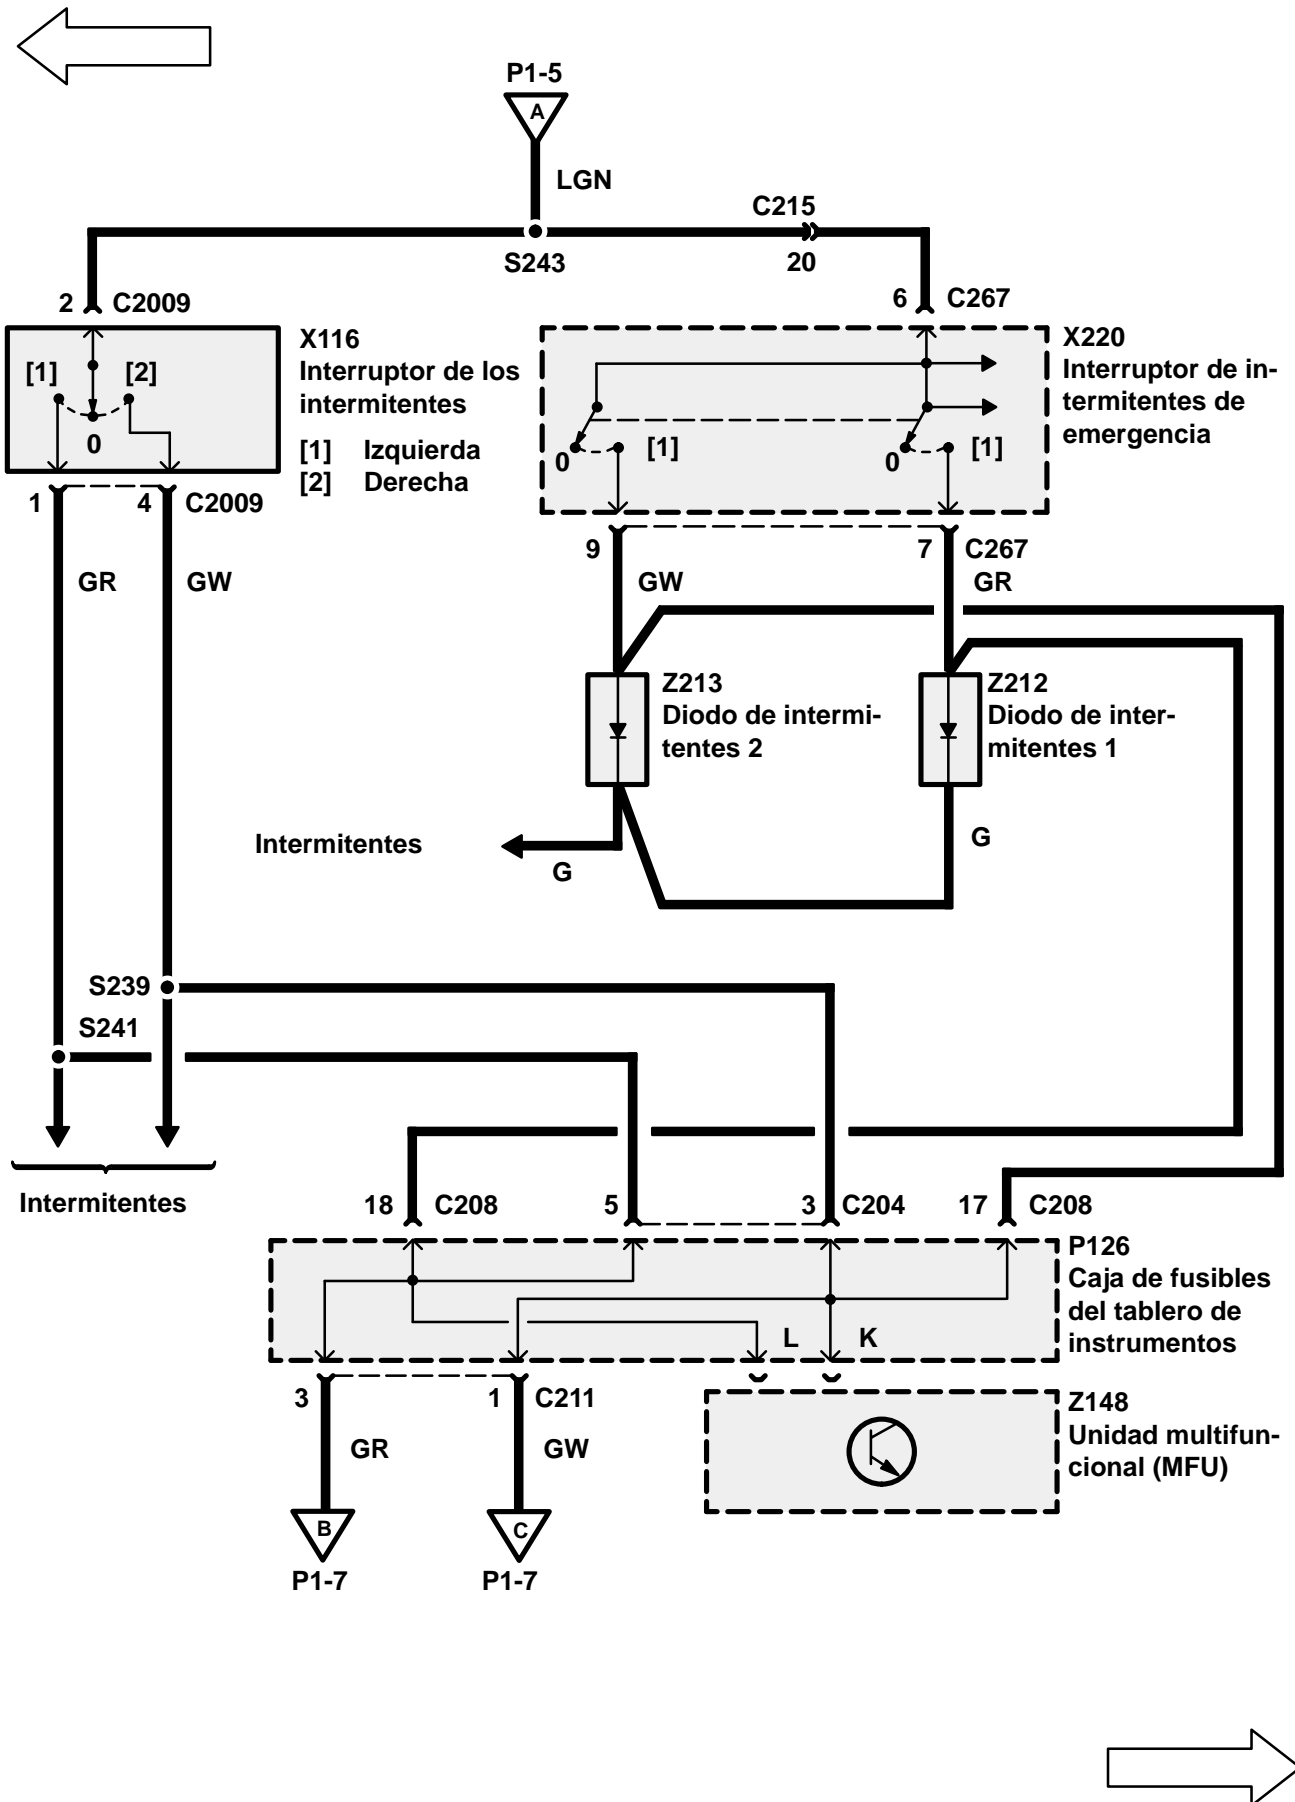 P1-5
A
LGN
C215
S243
20
2 C2009
6 C267
X116
Interruptor de los
intermitentes
[1] Izquierda
[2] Derecha
[1] [2]
0
X220
Interruptor de in-
termitentes de
emergencia
0 [1]
0 [1]
1 4 C2009
9 7 C267
GR GW
GW GR
Z213
Diodo de intermi-
tentes 2
Z212
Diodo de inter-
mitentes 1
Intermitentes
G
G
S239
S241
Intermitentes
18 C208 5 3 C204 17 C208
P126
Caja de fusibles
del tablero de
instrumentos
L K
3 1 C211
Z148
Unidad multifun-
cional (MFU)
GR GW
B C
P1-7 P1-7